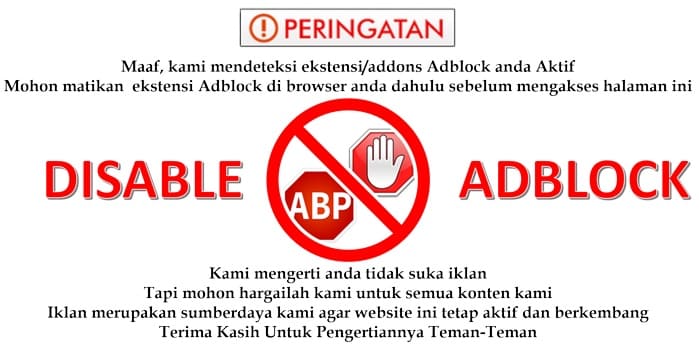 PERINGATAN
Maaf, kami mendeteksi ekstensi/addons Adblock anda Aktif
Mohon matikan ekstensi Adblock di browser anda dahulu sebelum mengakses halaman ini
DISABLE ABP ADBLOCK
Kami mengerti anda tidak suka iklan
Tapi mohon hargailah kami untuk semua konten kami
Iklan merupakan sumberdaya kami agar website ini tetap aktif dan berkembang
Terima Kasih Untuk Pengertiannya Teman-Teman